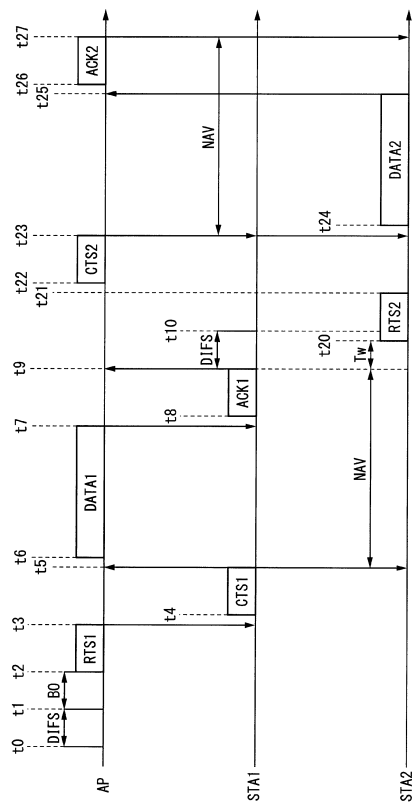 t0
t1
t2
t3
t5
t6
t7
t9
t21
t22
t23
t25
t26
t27
DIFS
BO
RTS1
DATA1
CTS2
ACK2
AP
t4
CTS1
t8
ACK1
DIFS
t10
NAV
STA1
NAV
Tw
t20
RTS2
t24
DATA2
STA2